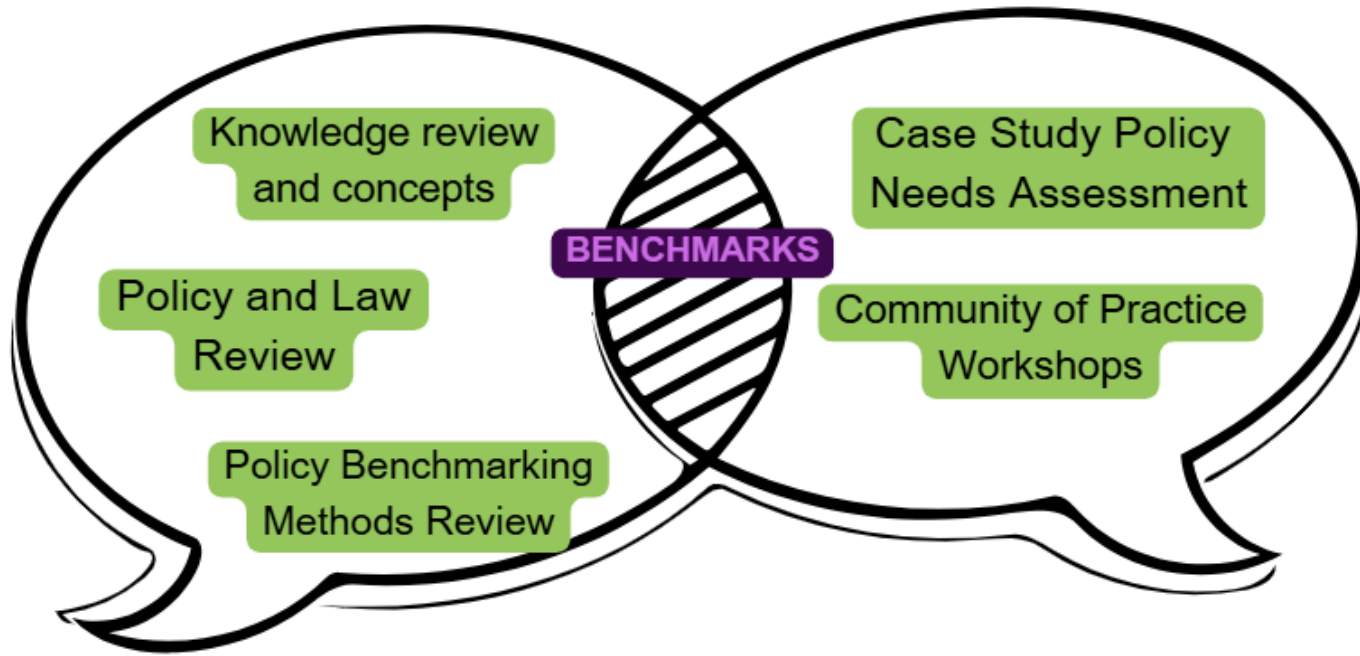 Knowledge review
and concepts
Policy and Law
Review
Policy Benchmarking
Methods Review
BENCHMARKS
Case Study Policy
Needs Assessment
Community of Practice
Workshops